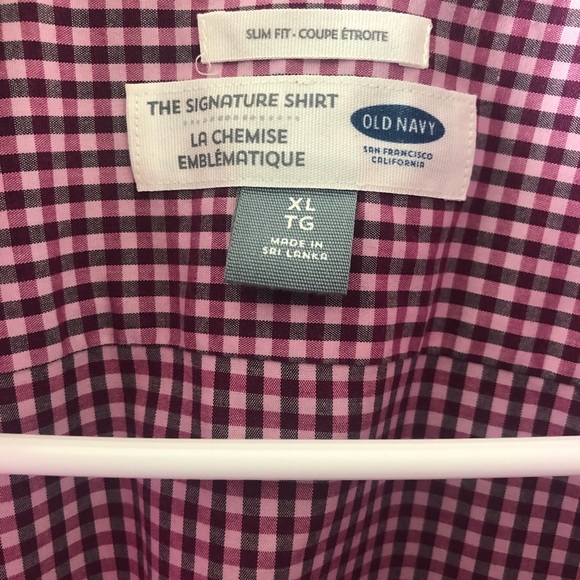 SLIM FIT • COUPE ÉTROITE
THE SIGNATURE SHIRT
LA CHEMISE
EMBLÉMATIQUE
OLD NAVY
SAN FRANCISCO
CALIFORNIA
XL
TG
MADE IN
SRI LANKA